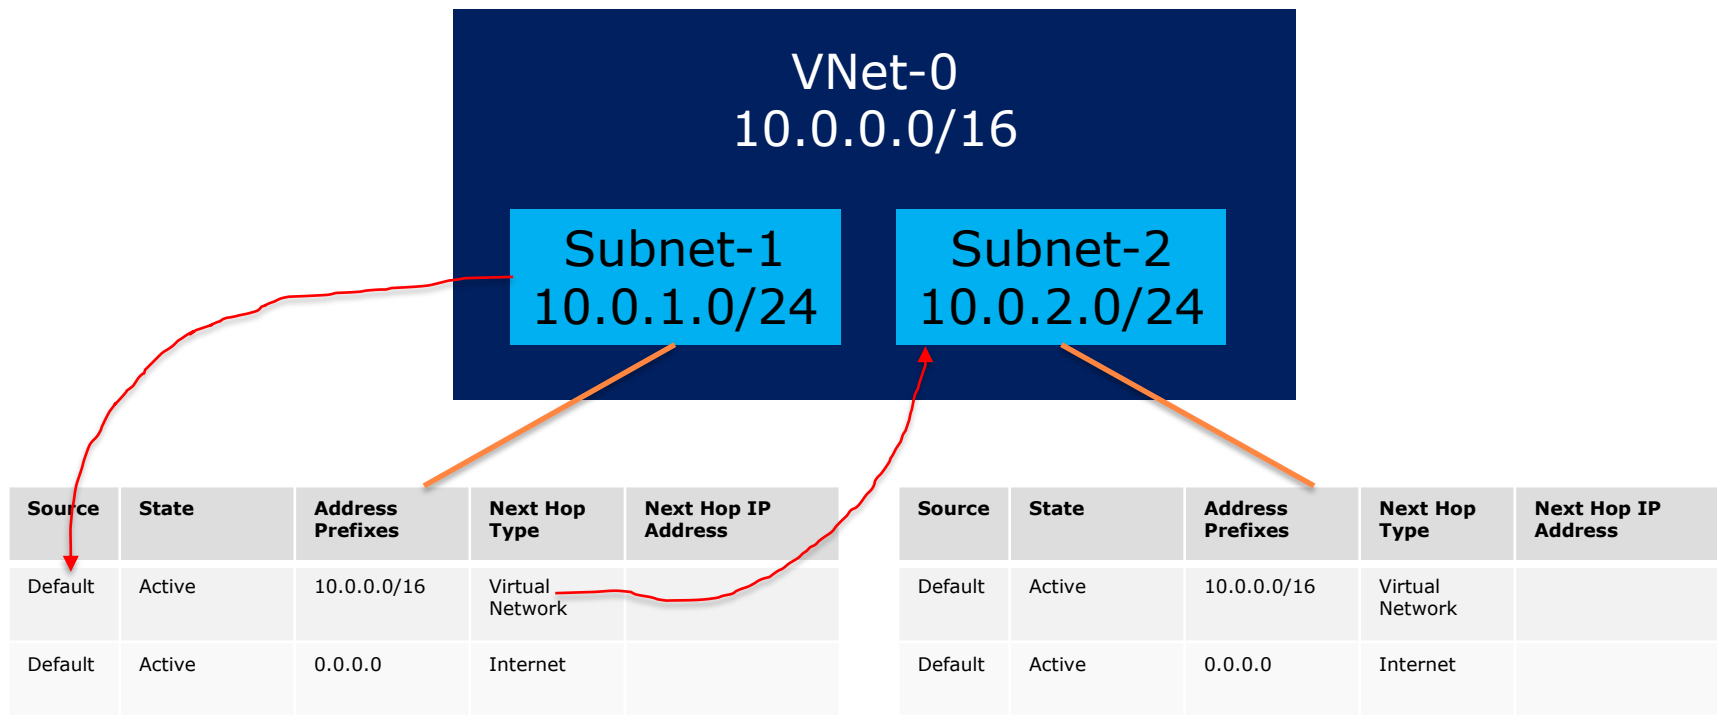 VNet-0
10.0.0.0/16
Subnet-1
10.0.1.0/24
Subnet-2
10.0.2.0/24
Source State Address Prefixes Next Hop Type Next Hop IP Address
Default Active 10.0.0.0/16 Virtual Network
Default Active 0.0.0.0 Internet
Source State Address Prefixes Next Hop Type Next Hop IP Address
Default Active 10.0.0.0/16 Virtual Network
Default Active 0.0.0.0 Internet